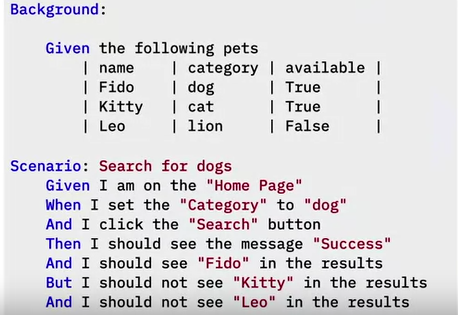 Background:
Given the following pets
| name | category | available |
| Fido | dog | True |
| Kitty | cat | True |
| Leo | lion | False |
Scenario: Search for dogs
Given I am on the "Home Page"
When I set the "Category" to "dog"
And I click the "Search" button
Then I should see the message "Success"
And I should see "Fido" in the results
But I should not see "Kitty" in the results
And I should not see "Leo" in the results